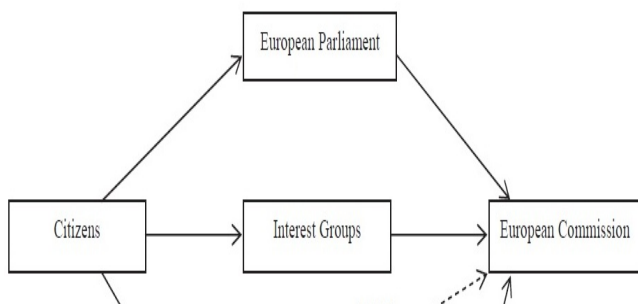 European Parliament
Citizens
Interest Groups
European Commission